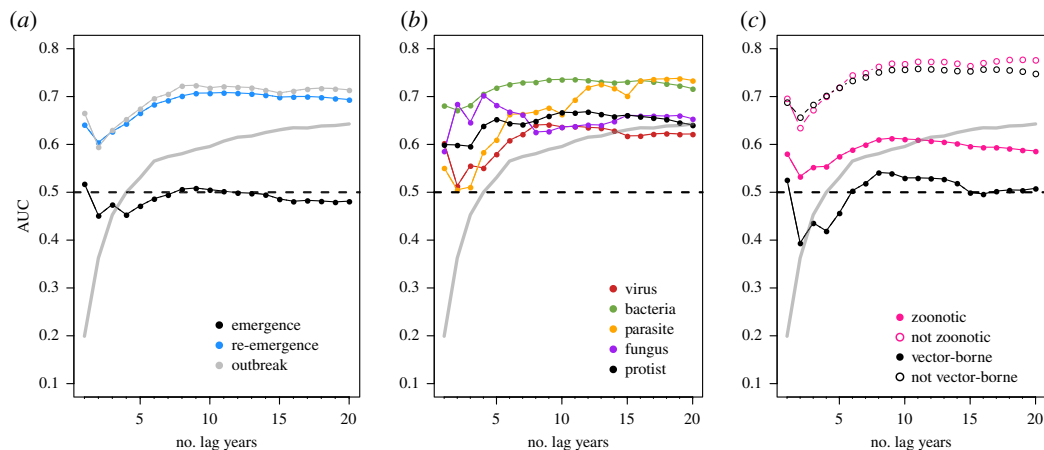 (a)
(b)
(c)
AUC
0.8
0.7
0.6
0.5
0.4
0.3
0.2
0.1
emergence
re-emergence
outbreak
5
10
15
20
no. lag years
0.8
0.7
0.6
0.5
0.4
0.3
0.2
0.1
virus
bacteria
parasite
fungus
protist
5
10
15
20
no. lag years
0.8
0.7
0.6
0.5
0.4
0.3
0.2
0.1
zoonotic
not zoonotic
vector-borne
not vector-borne
5
10
15
20
no. lag years